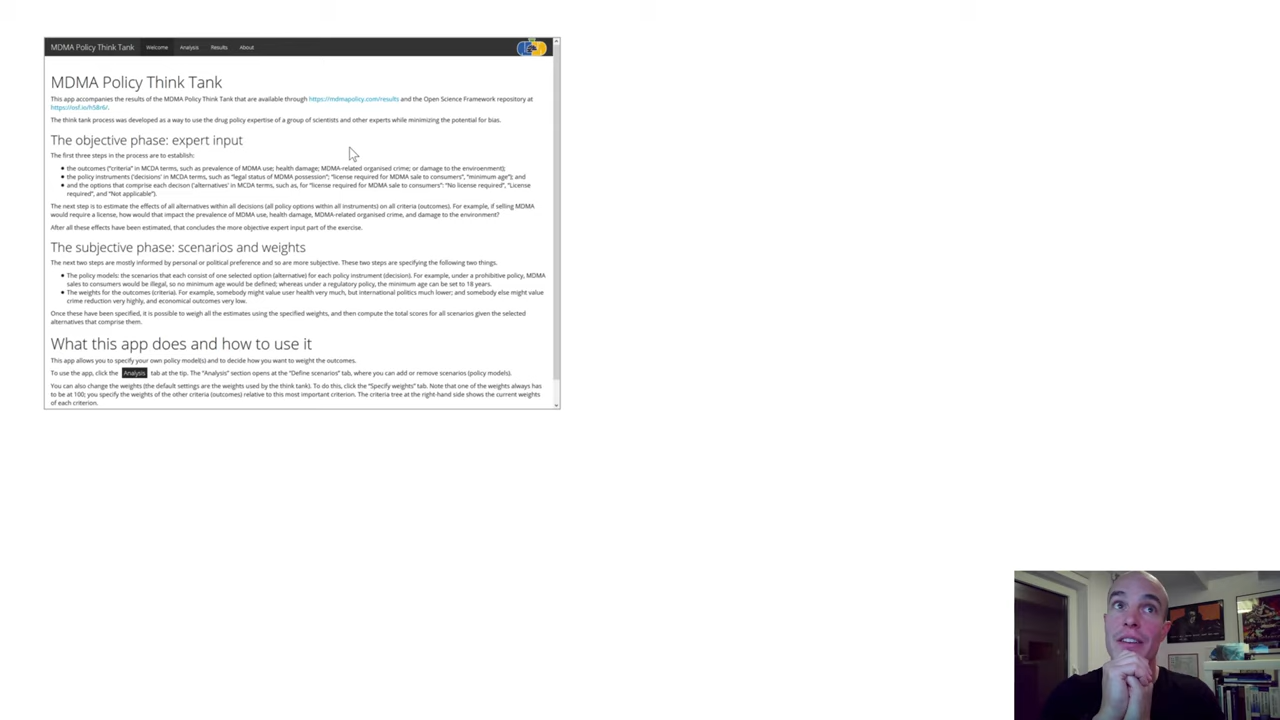 MDMA Policy Think Tank Welcome Analysis Results About
MDMA Policy Think Tank
This app accompanies the results of the MDMA Policy Think Tank that are available through https://mdmapolicy.com/results and the Open Science Framework repository at
https://osf.io/h58r6/.
The think tank process was developed as a way to use the drug policy expertise of a group of scientists and other experts while minimizing the potential for bias.
The objective phase: expert input
The first three steps in the process are to establish:
• the outcomes ("criteria" in MCDA terms, such as prevalence of MDMA use; health damage; MDMA-related organised crime; or damage to the enviroenment);
• the policy instruments ('decisions' in MCDA terms, such as "legal status of MDMA possession"; "license required for MDMA sale to consumers", "minimum age"); and
• and the options that comprise each decison ('alternatives' in MCDA terms, such as, for "license required for MDMA sale to consumers": "No license required", "License
required", and "Not applicable").
The next step is to estimate the effects of all alternatives within all decisions (all policy options within all instruments) on all criteria (outcomes). For example, if selling MDMA
would require a license, how would that impact the prevalence of MDMA use, health damage, MDMA-related organised crime, and damage to the environment?
After all these effects have been estimated, that concludes the more objective expert input part of the exercise.
The subjective phase: scenarios and weights
The next two steps are mostly informed by personal or political preference and so are more subjective. These two steps are specifying the following two things.
• The policy models: the scenarios that each consist of one selected option (alternative) for each policy instrument (decision). For example, under a prohibitive policy, MDMA
sales to consumers would be illegal, so no minimum age would be defined; whereas under a regulatory policy, the minimum age can be set to 18 years.
• The weights for the outcomes (criteria). For example, somebody might value user health very much, but international politics much lower; and somebody else might value
crime reduction very highly, and economical outcomes very low.
Once these have been specified, it is possible to weigh all the estimates using the specified weights, and then compute the total scores for all scenarios given the selected
alternatives that comprise them.
What this app does and how to use it
This app allows you to specify your own policy model(s) and to decide how you want to weight the outcomes.
To use the app, click the Analysis tab at the tip. The "Analysis" section opens at the "Define scenarios" tab, where you can add or remove scenarios (policy models).
You can also change the weights (the default settings are the weights used by the think tank). To do this, click the "Specify weights" tab. Note that one of the weights always has
to be at 100; you specify the weights of the other criteria (outcomes) relative to this most important criterion. The criteria tree at the right-hand side shows the current weights
of each criterion.